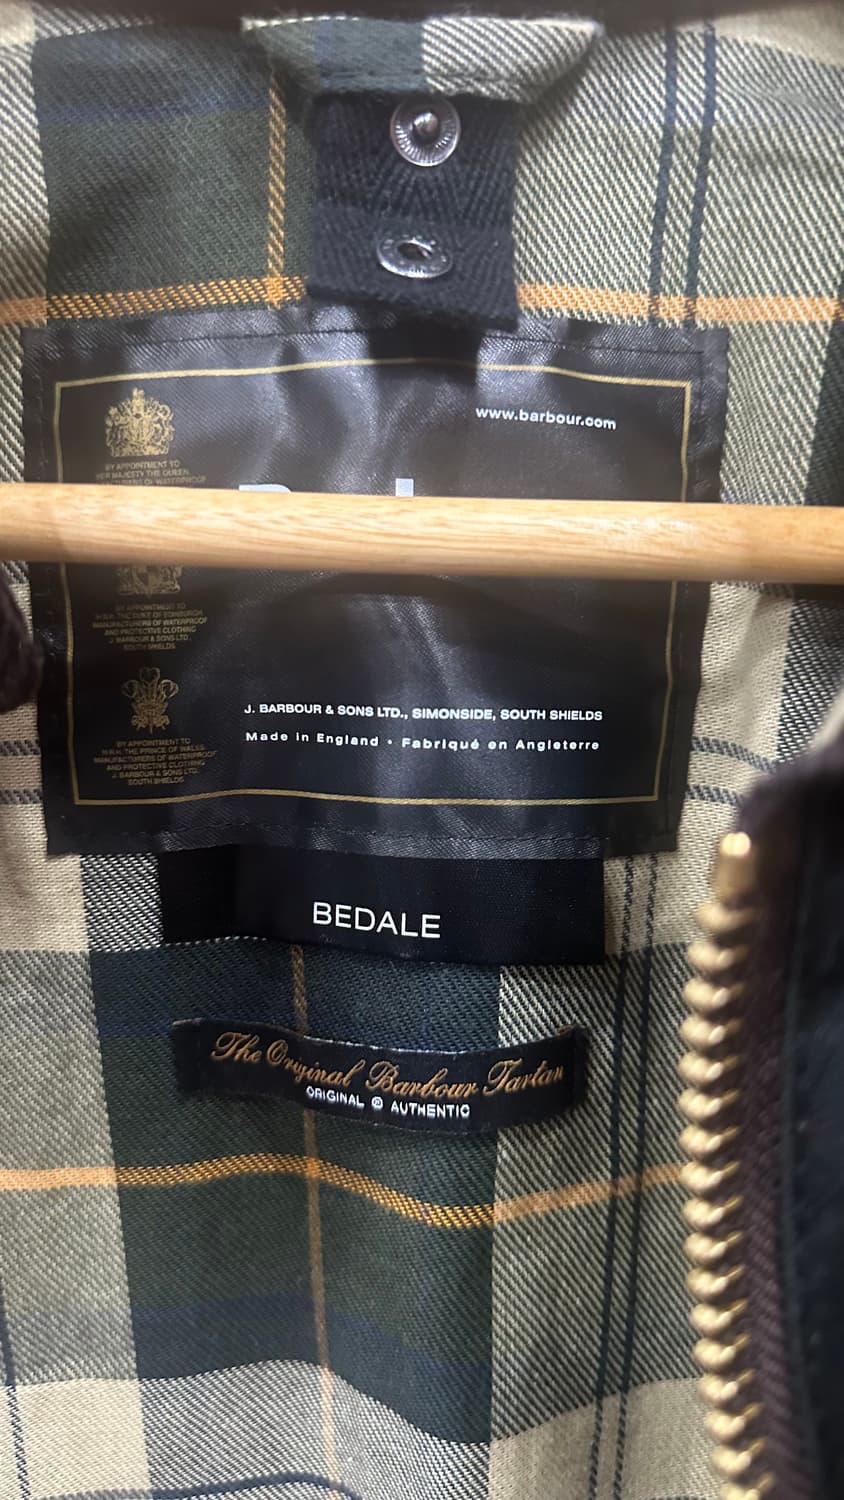 www.barbour.com
BY APPOINTMENT TO
HER MAJESTY THE QUEEN
OF WATERPROOF
BY APPOINTMENT TO
H.R.H. THE DUKE OF EDINBURGH
MANUFACTURERS OF WATERPROOF
AND PROTECTIVE CLOTHING
J. BARBOUR & SONS LTD.
SOUTH SHIELDS
BY APPOINTMENT TO
H.R.H. THE PRINCE OF WALES
MANUFACTURERS OF WATERPROOF
AND PROTECTIVE CLOTHING
J. BARBOUR & SONS LTD.
SOUTH SHIELDS
J. BARBOUR & SONS LTD., SIMONSIDE, SOUTH SHIELDS
Made in England • Fabriqué en Angleterre
BEDALE
The Original Barbour Tartan
ORIGINAL & AUTHENTIC